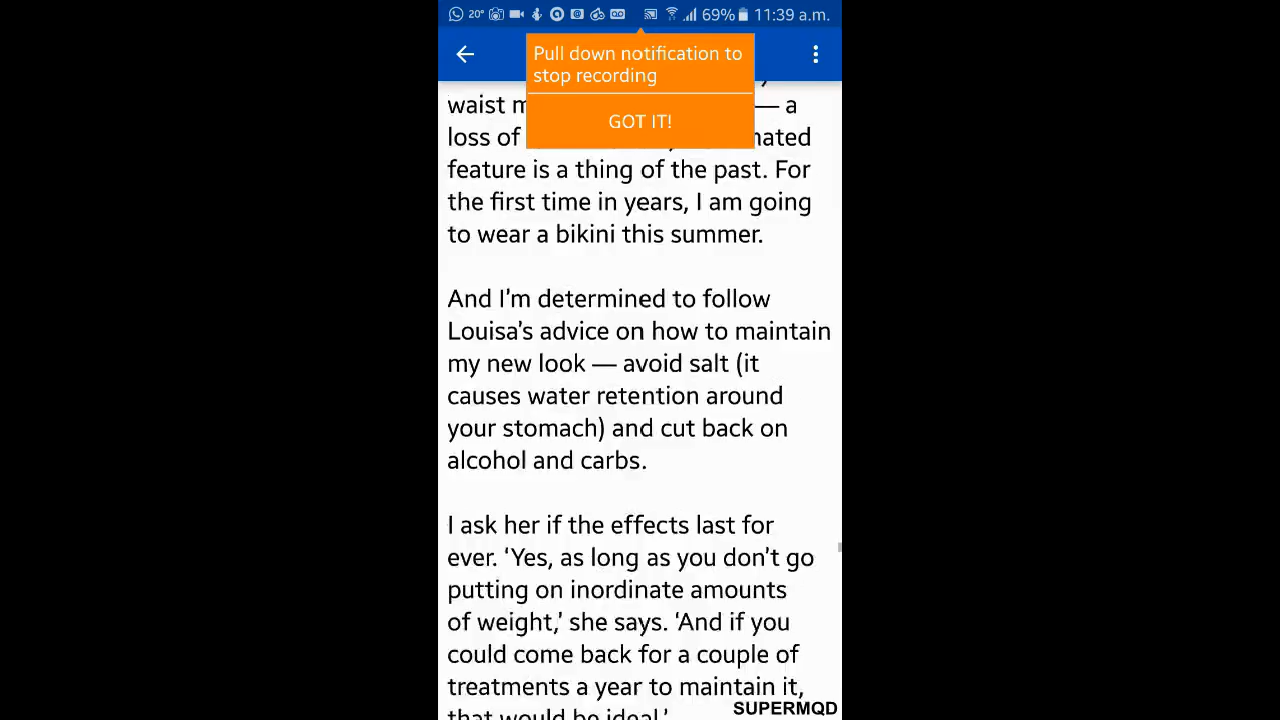 20°
69%
11:39 a.m.
Pull down notification to
stop recording
GOT IT!
waist — a
loss of
feature is a thing of the past. For
the first time in years, I am going
to wear a bikini this summer.
And I'm determined to follow
Louisa's advice on how to maintain
my new look — avoid salt (it
causes water retention around
your stomach) and cut back on
alcohol and carbs.
I ask her if the effects last for
ever. ‘Yes, as long as you don't go
putting on inordinate amounts
of weight,’ she says. ‘And if you
could come back for a couple of
treatments a year to maintain it,
that would be ideal.’
SUPERMQD